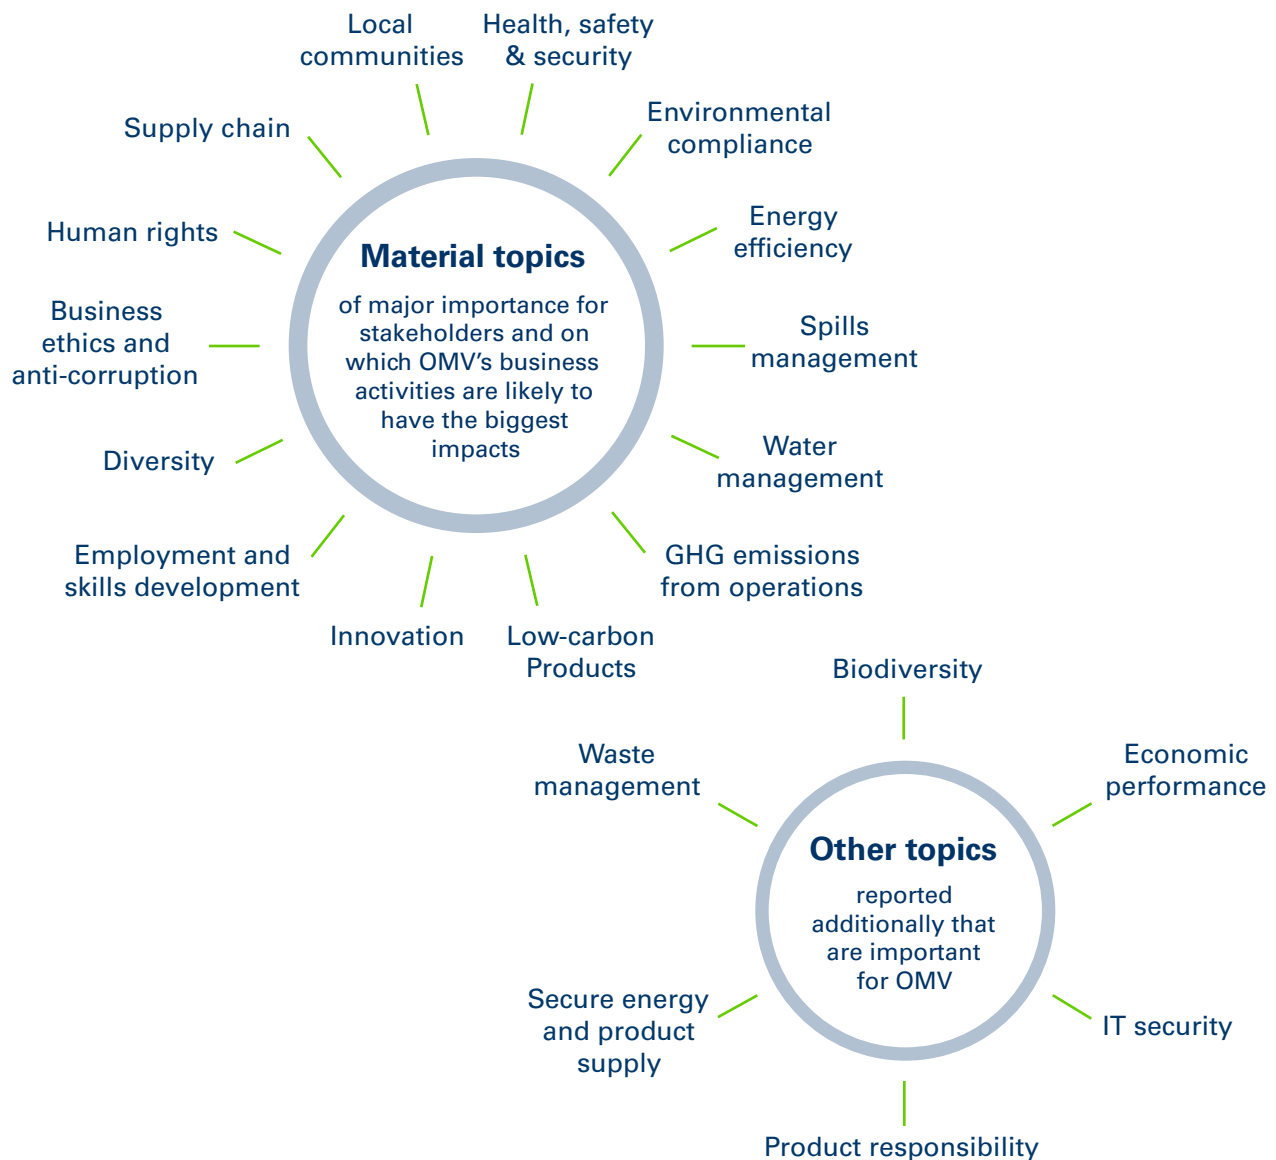 Local
communities
Health, safety
& security
Environmental
compliance
Supply chain
Energy
efficiency
Human rights
Material topics
of major importance for
stakeholders and on
which OMV's business
activities are likely to
have the biggest
impacts
Business
ethics and
anti-corruption
Spills
management
Diversity
Water
management
Employment and
skills development
GHG emissions
from operations
Innovation
Low-carbon
Products
Biodiversity
Waste
management
Economic
performance
Other topics
reported
additionally that
are important
for OMV
Secure energy
and product
supply
IT security
Product responsibility